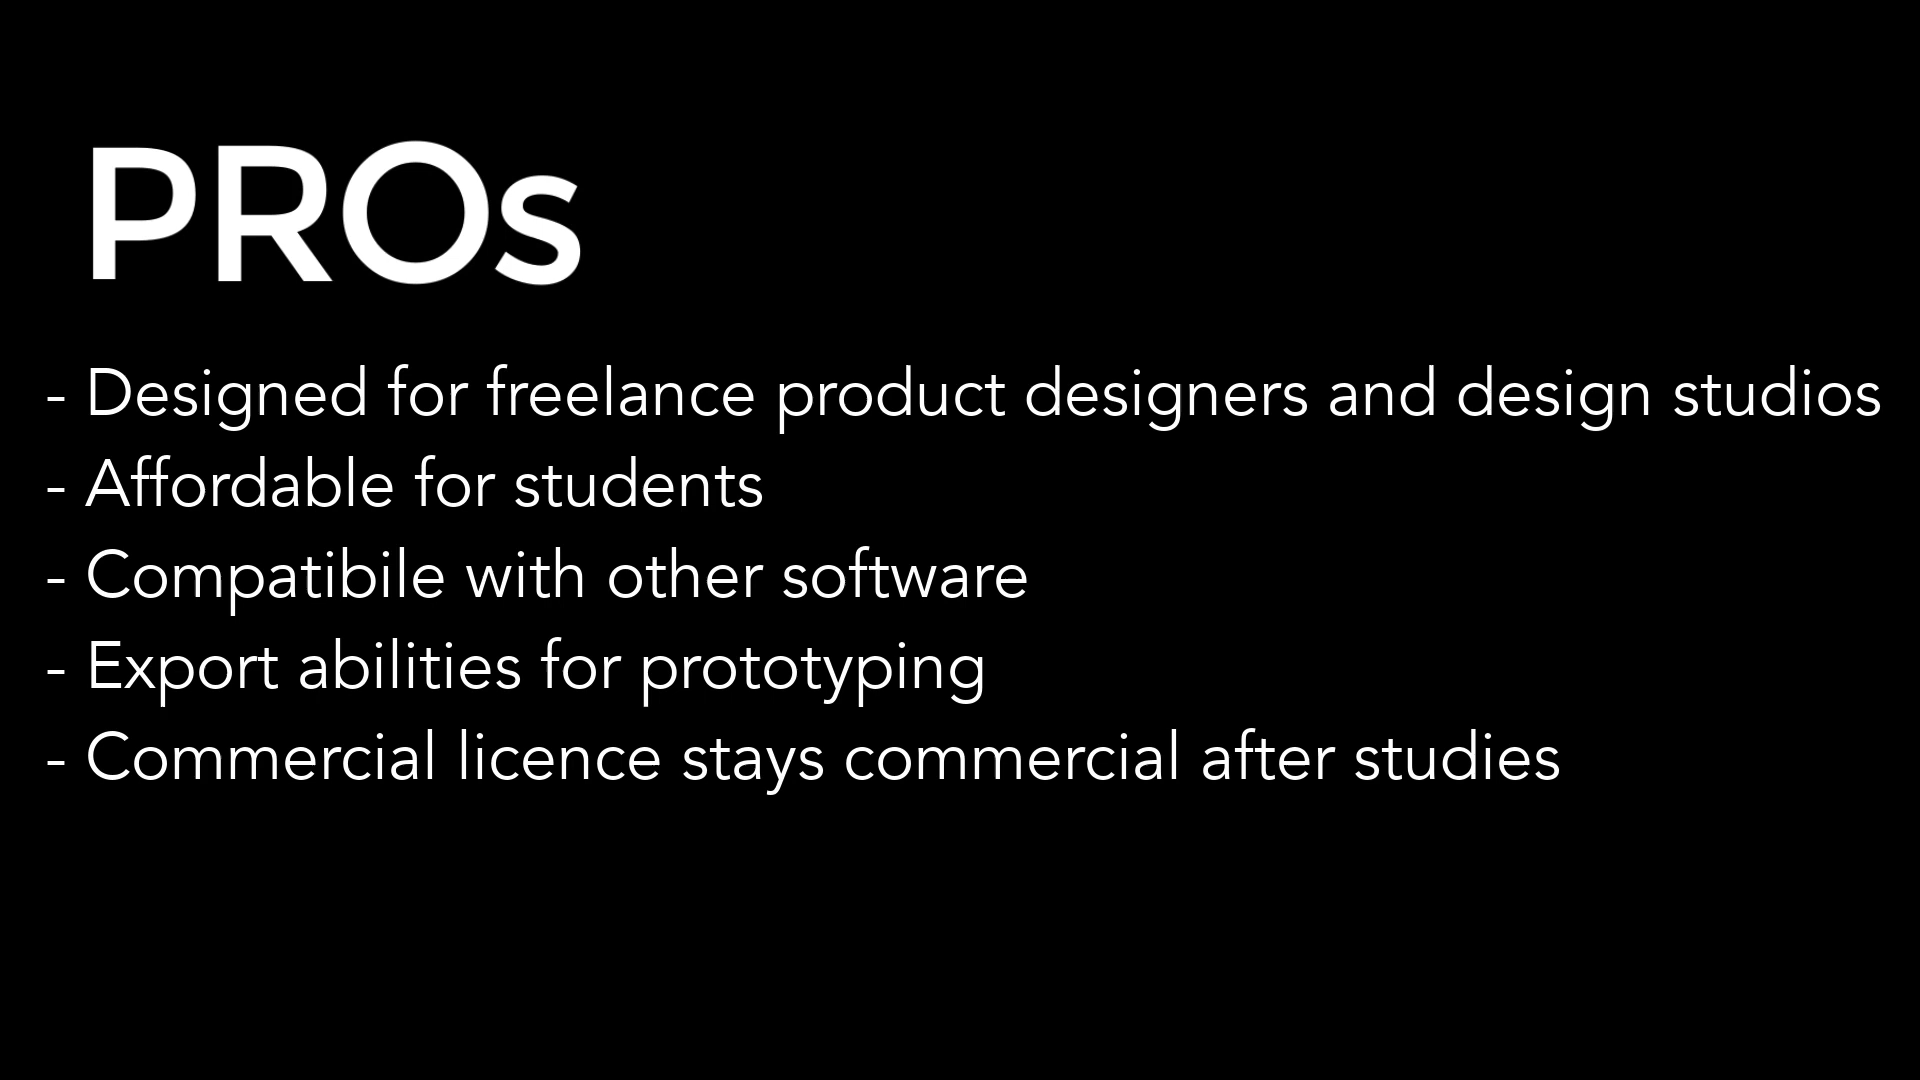 PROs
- Designed for freelance product designers and design studios
- Affordable for students
- Compatibile with other software
- Export abilities for prototyping
- Commercial licence stays commercial after studies